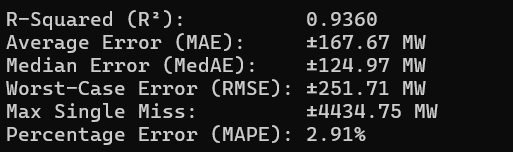 R-Squared (R²): 0.9360
Average Error (MAE): ±167.67 MW
Median Error (MedAE): ±124.97 MW
Worst-Case Error (RMSE): ±251.71 MW
Max Single Miss: ±4434.75 MW
Percentage Error (MAPE): 2.91%